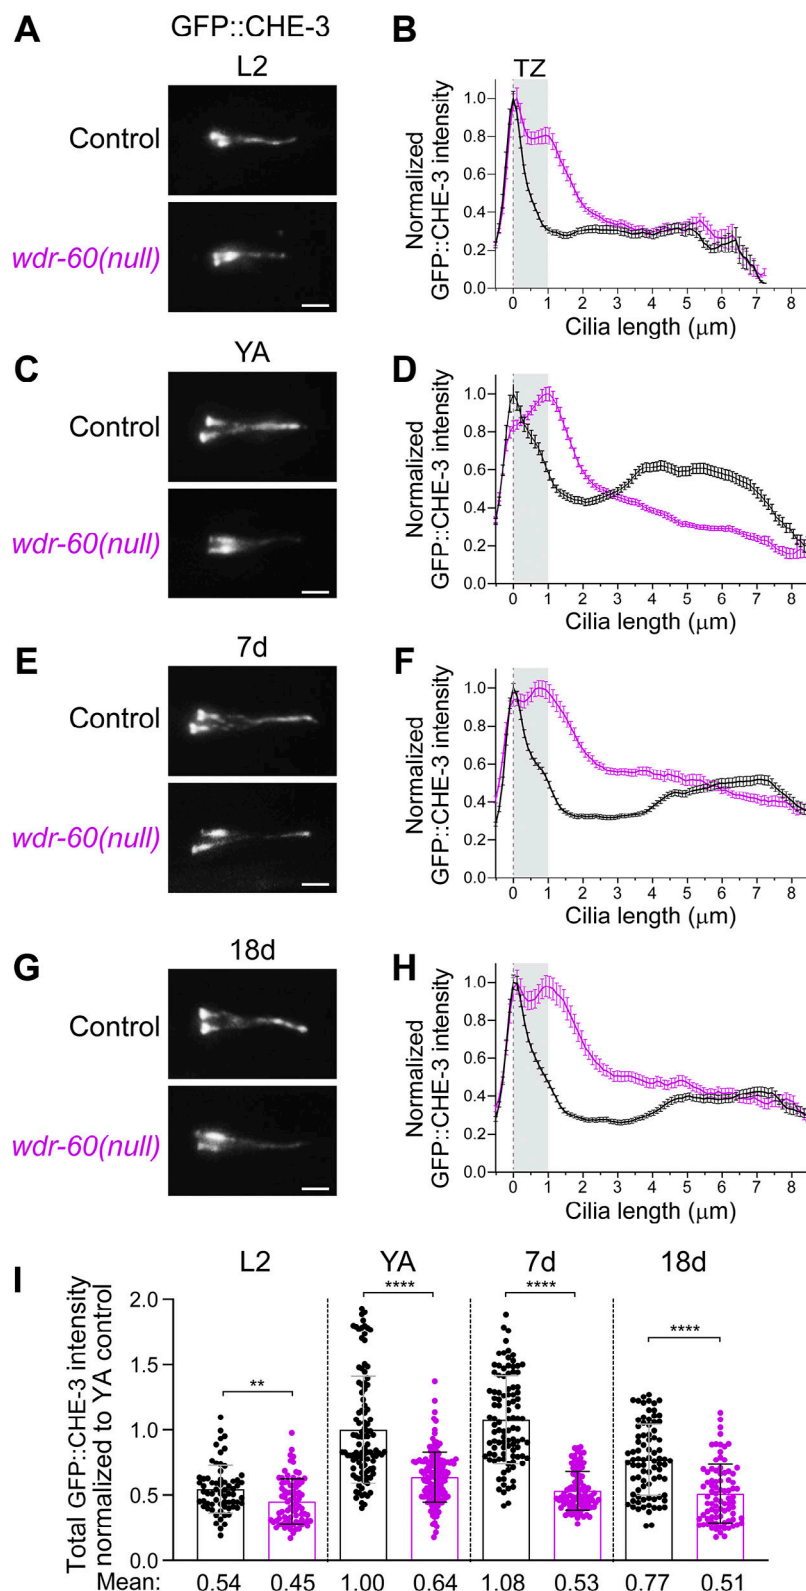 A
GFP::CHE-3
L2
Control
wdr-60(null)
B
TZ
Normalized
GFP::CHE-3 intensity
1.0
0.8
0.6
0.4
0.2
0.0
0 1 2 3 4 5 6 7 8
Cilia length (μm)
C
YA
Control
wdr-60(null)
D
Normalized
GFP::CHE-3 intensity
1.0
0.8
0.6
0.4
0.2
0.0
0 1 2 3 4 5 6 7 8
Cilia length (μm)
E
7d
Control
wdr-60(null)
F
Normalized
GFP::CHE-3 intensity
1.0
0.8
0.6
0.4
0.2
0.0
0 1 2 3 4 5 6 7 8
Cilia length (μm)
G
18d
Control
wdr-60(null)
H
Normalized
GFP::CHE-3 intensity
1.0
0.8
0.6
0.4
0.2
0.0
0 1 2 3 4 5 6 7 8
Cilia length (μm)
I
L2 YA 7d 18d
Total GFP::CHE-3 intensity
normalized to YA control
2.0
1.5
1.0
0.5
0.0
** **** **** ****
Mean: 0.54 0.45 1.00 0.64 1.08 0.53 0.77 0.51